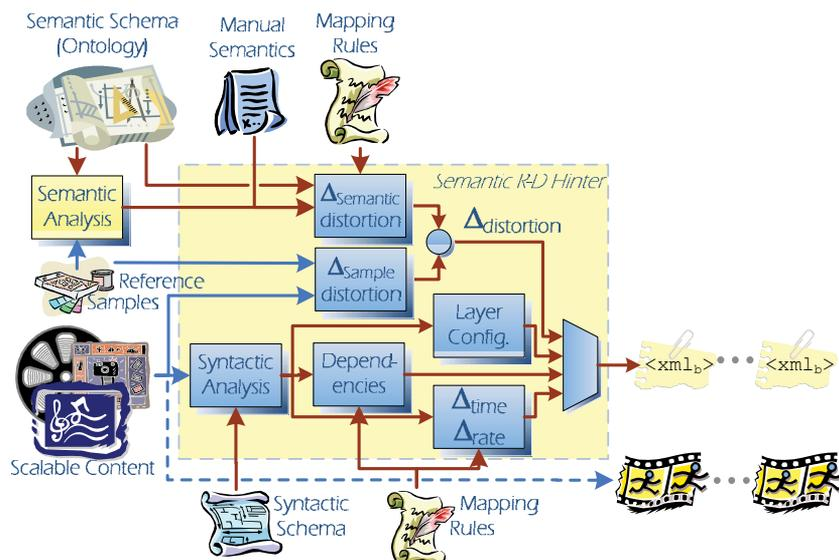 Semantic Schema
(Ontology)
Manual
Semantics
Mapping
Rules
Semantic
Analysis
Semantic R-D Hinter
ΔSemantic
distortion
Δdistortion
ΔSample
distortion
Reference
Samples
Layer
Config.
Syntactic
Analysis
Depend-
encies
Δtime
Δrate
<xmlb>
<xmlb>
Scalable Content
Syntactic
Schema
Mapping
Rules